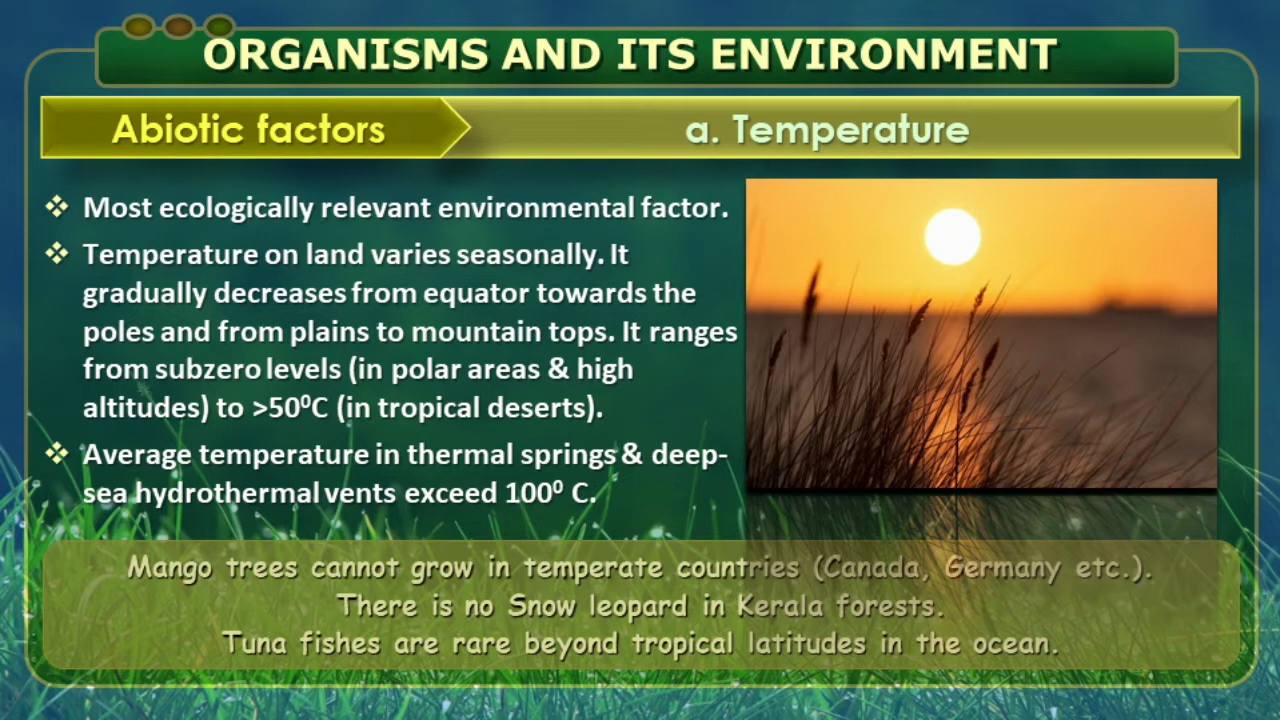 ORGANISMS AND ITS ENVIRONMENT
Abiotic factors
a. Temperature
❖ Most ecologically relevant environmental factor.
❖ Temperature on land varies seasonally. It
gradually decreases from equator towards the
poles and from plains to mountain tops. It ranges
from subzero levels (in polar areas & high
altitudes) to >50⁰C (in tropical deserts).
❖ Average temperature in thermal springs & deep-
sea hydrothermal vents exceed 100⁰ C.
Mango trees cannot grow in temperate countries (Canada, Germany etc.).
There is no Snow leopard in Kerala forests.
Tuna fishes are rare beyond tropical latitudes in the ocean.